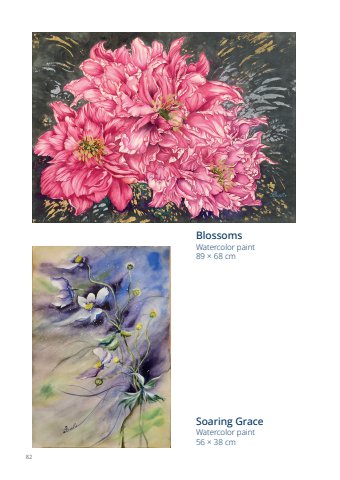 Blossoms
Watercolor paint
89 × 68 cm
Soaring Grace
Watercolor paint
56 × 38 cm
82